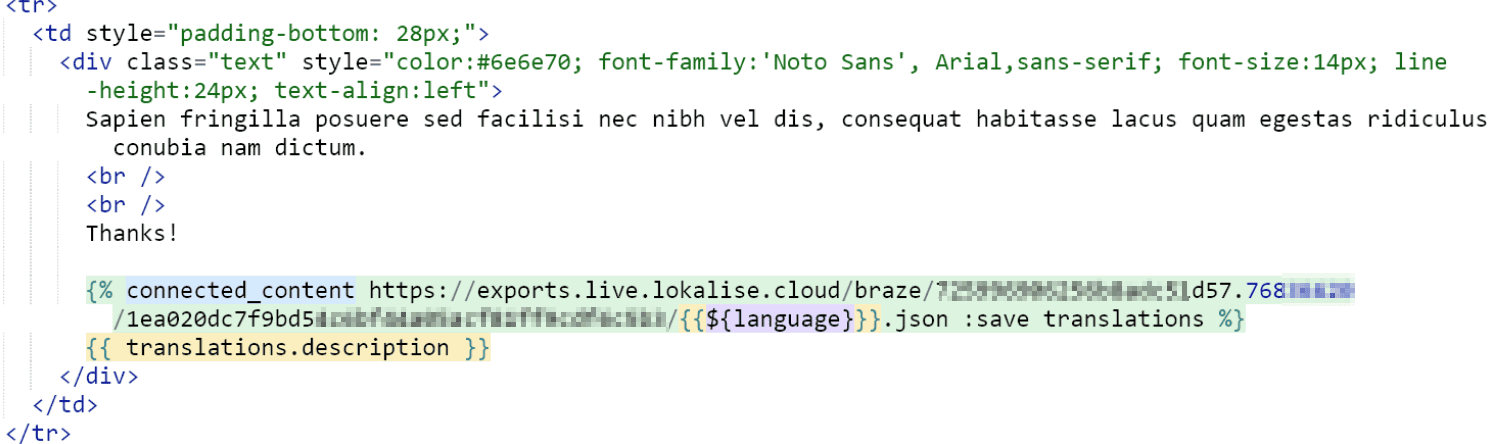 <tr>
<td style="padding-bottom: 28px;">
<div class="text" style="color:#6e6e70; font-family:'Noto Sans', Arial,sans-serif; font-size:14px; line
-height:24px; text-align:left">
Sapien fringilla posuere sed facilisi nec nibh vel dis, consequat habitasse lacus quam egestas ridiculus
conubia nam dictum.
<br />
<br />
Thanks!
{% connected_content https://exports.live.lokalise.cloud/braze/ d57.768
/1ea020dc7f9bd5 /{{${language}}}.json :save translations %}
{{ translations.description }}
</div>
</td>
</tr>